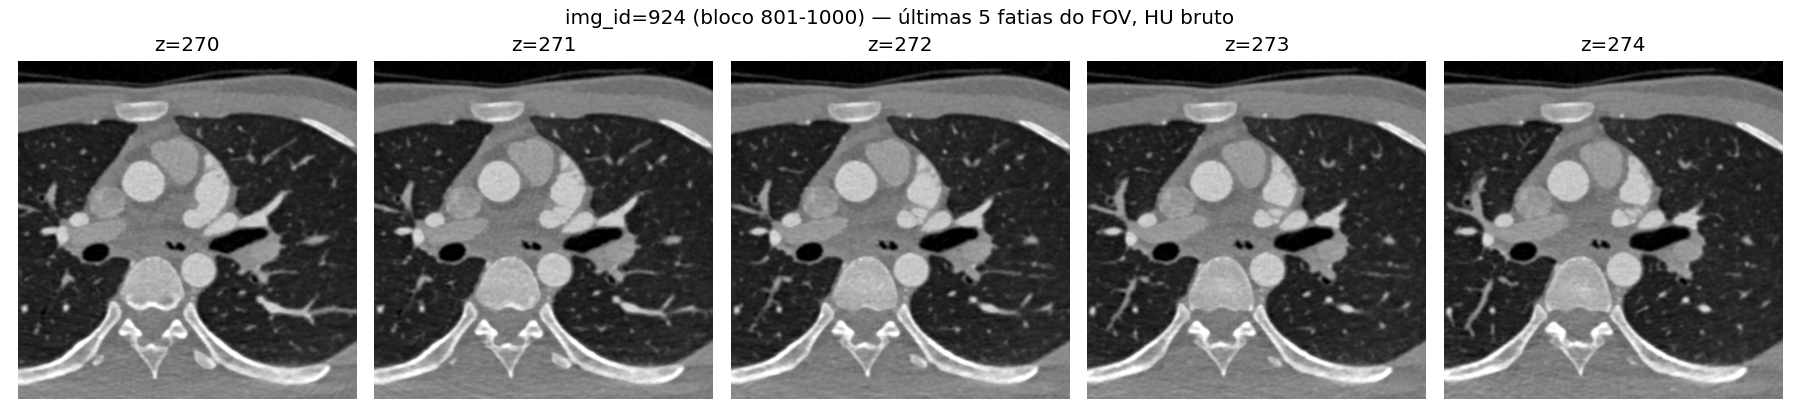 img_id=924 (bloco 801-1000) — últimas 5 fatias do FOV, HU bruto
z=270
z=271
z=272
z=273
z=274